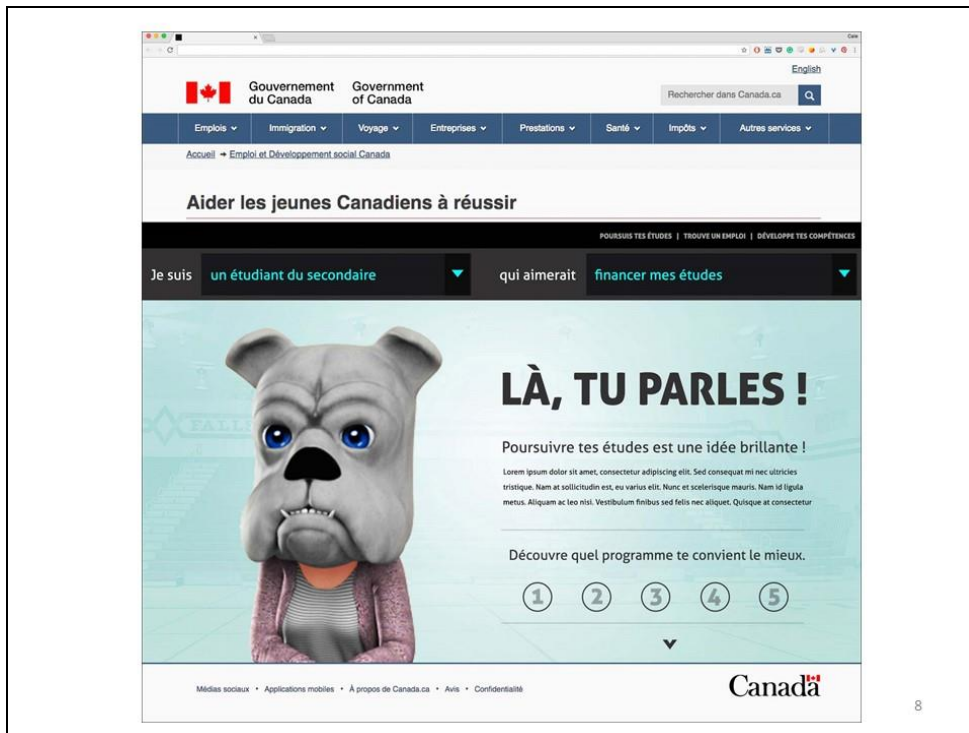 English
Gouvernement Government
du Canada of Canada
Rechercher dans Canada.ca
Emplois Immigration Voyage Entreprises Prestations Santé Impôts Autres services
Accueil → Emploi et Développement social Canada
Aider les jeunes Canadiens à réussir
POURSUIS TES ÉTUDES | TROUVE UN EMPLOI | DÉVELOPPE TES COMPÉTENCES
Je suis un étudiant du secondaire qui aimerait financer mes études
FALLS
LÀ, TU PARLES !
Poursuivre tes études est une idée brillante !
Lorem ipsum dolor sit amet, consectetur adipiscing elit. Sed consequat mi nec ultricies
tristique. Nam at sollicitudin est, eu varius elit. Nunc et scelerisque mauris. Nam id ligula
metus. Aliquam ac leo nisi. Vestibulum finibus sed felis nec aliquet. Quisque at consectetur
Découvre quel programme te convient le mieux.
1 2 3 4 5
Médias sociaux • Applications mobiles • À propos de Canada.ca • Avis • Confidentialité
Canada
8